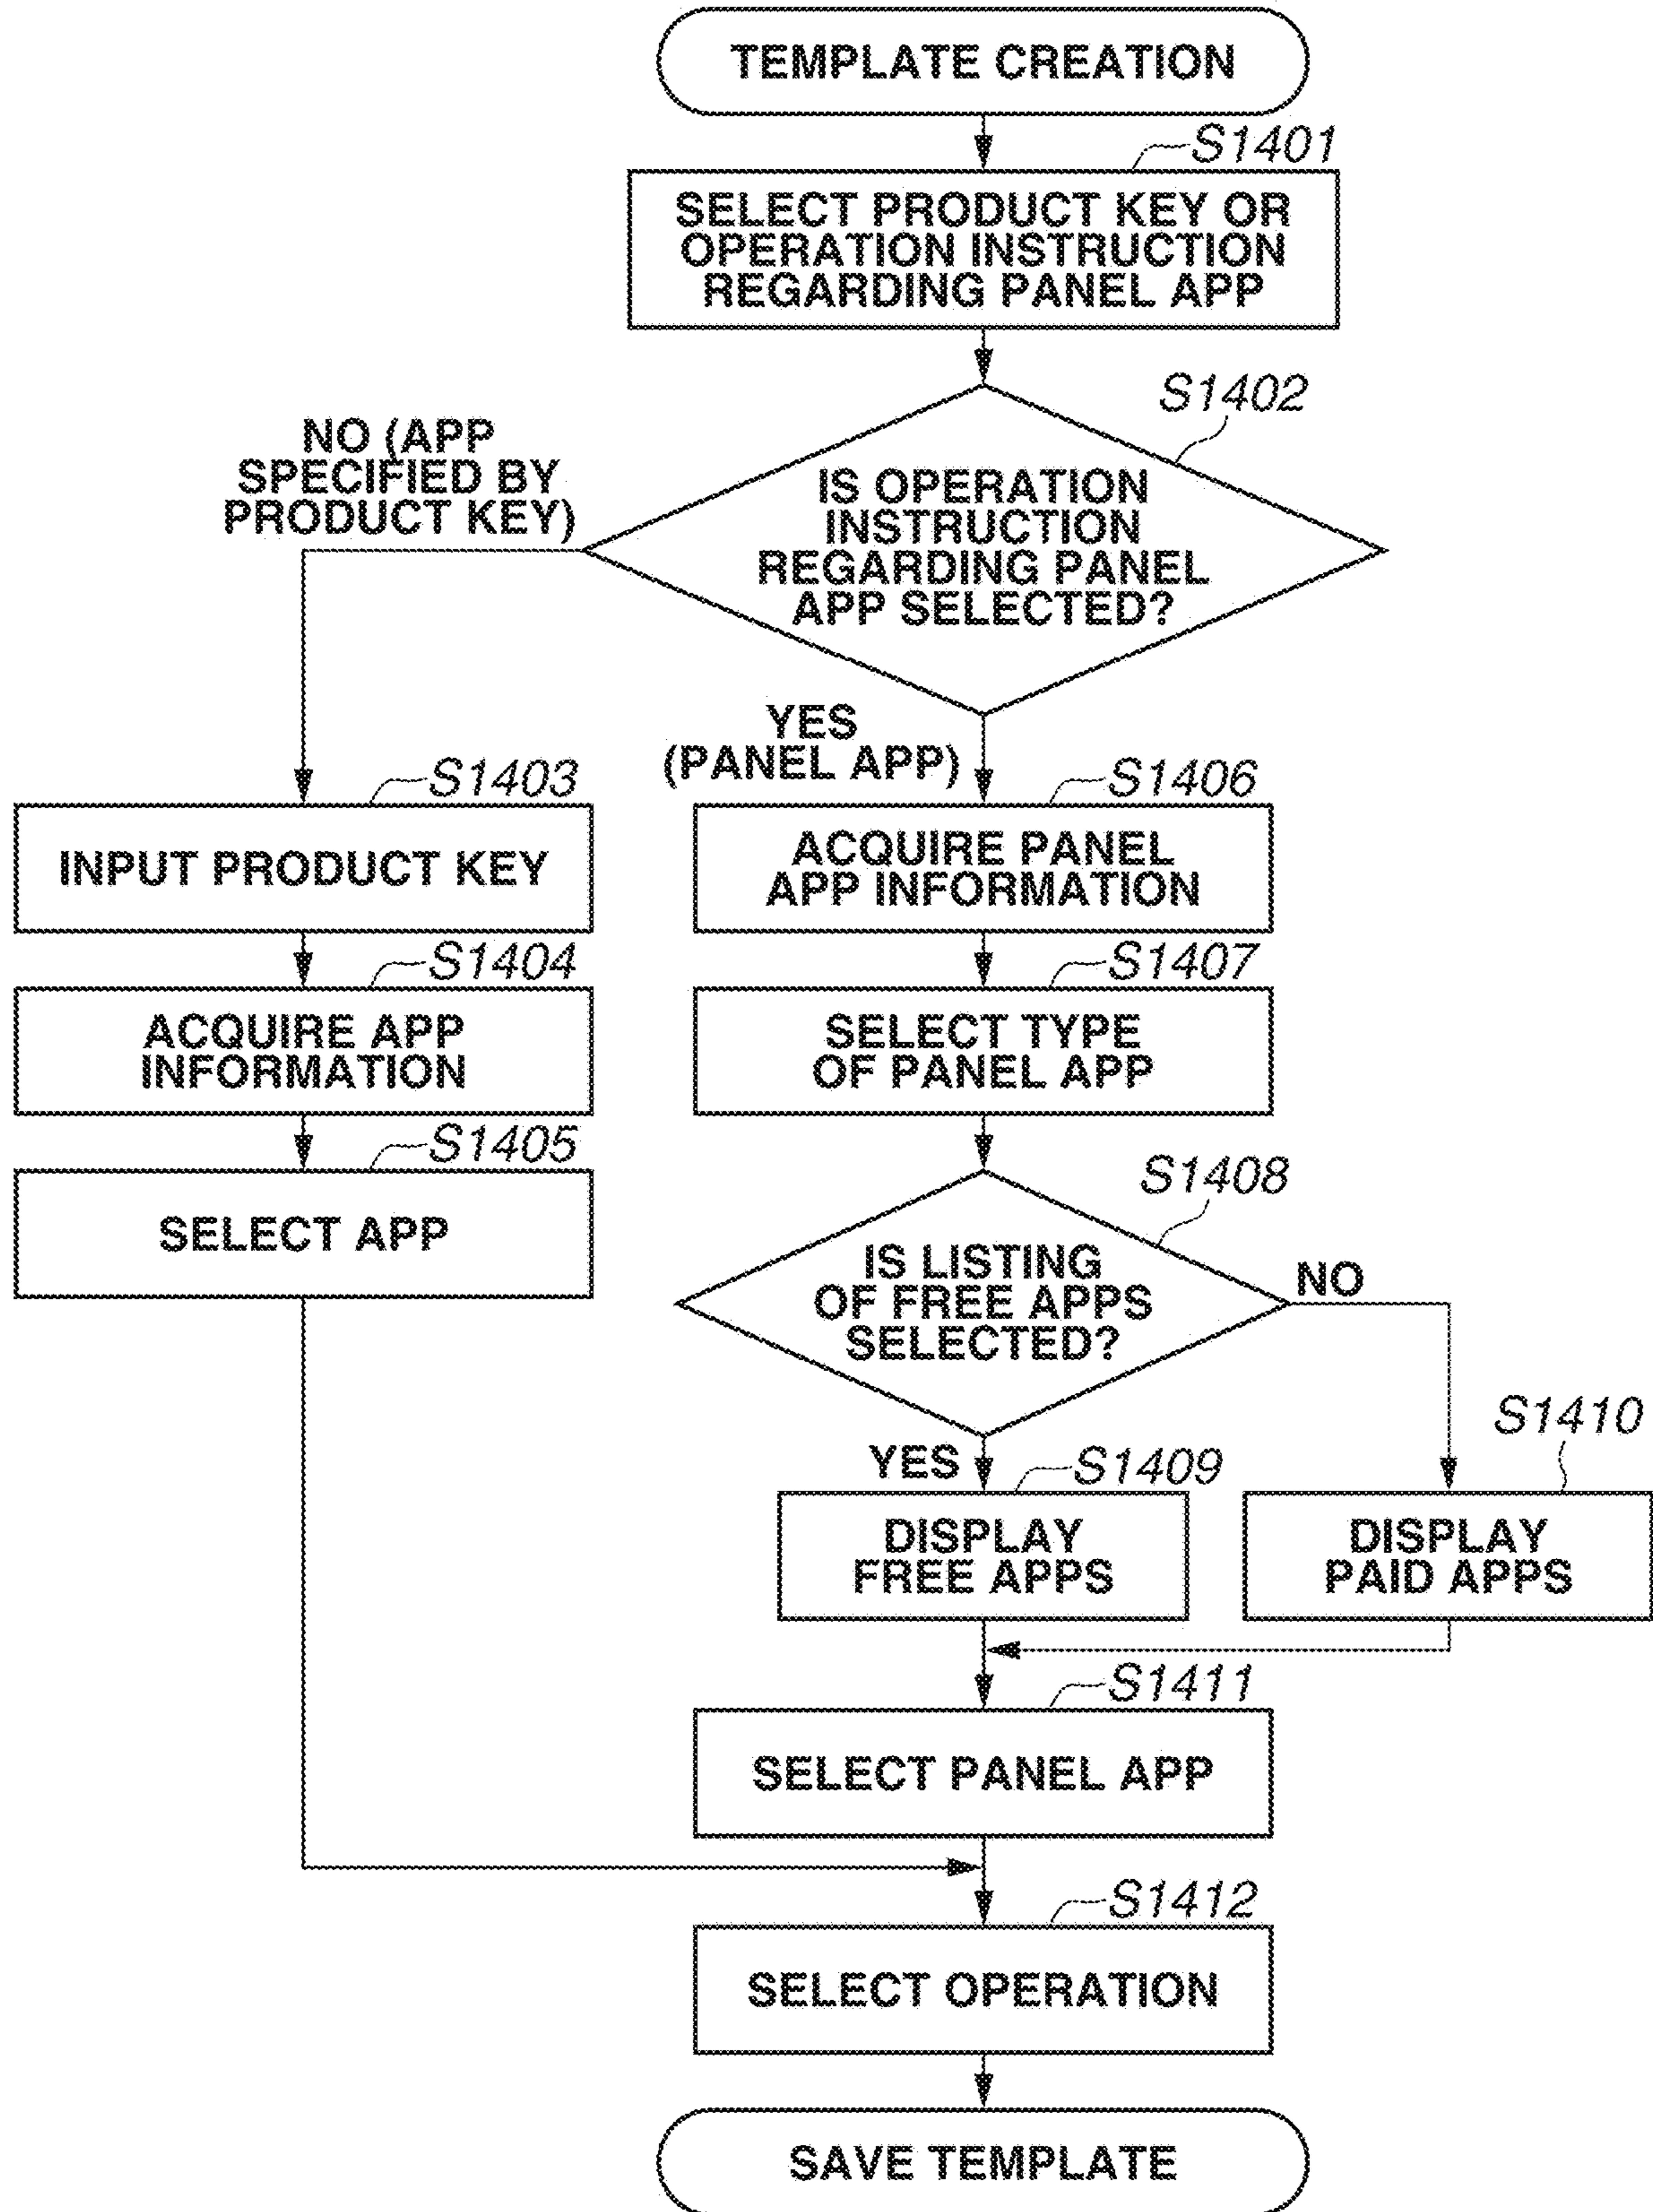 TEMPLATE CREATION
S1401
SELECT PRODUCT KEY OR
OPERATION INSTRUCTION
REGARDING PANEL APP
S1402
IS OPERATION
INSTRUCTION
REGARDING PANEL
APP SELECTED?
NO (APP
SPECIFIED BY
PRODUCT KEY)
YES
(PANEL APP)
S1403
INPUT PRODUCT KEY
S1404
ACQUIRE APP
INFORMATION
S1405
SELECT APP
S1406
ACQUIRE PANEL
APP INFORMATION
S1407
SELECT TYPE
OF PANEL APP
S1408
IS LISTING
OF FREE APPS
SELECTED?
NO
YES
S1409
DISPLAY
FREE APPS
S1410
DISPLAY
PAID APPS
S1411
SELECT PANEL APP
S1412
SELECT OPERATION
SAVE TEMPLATE